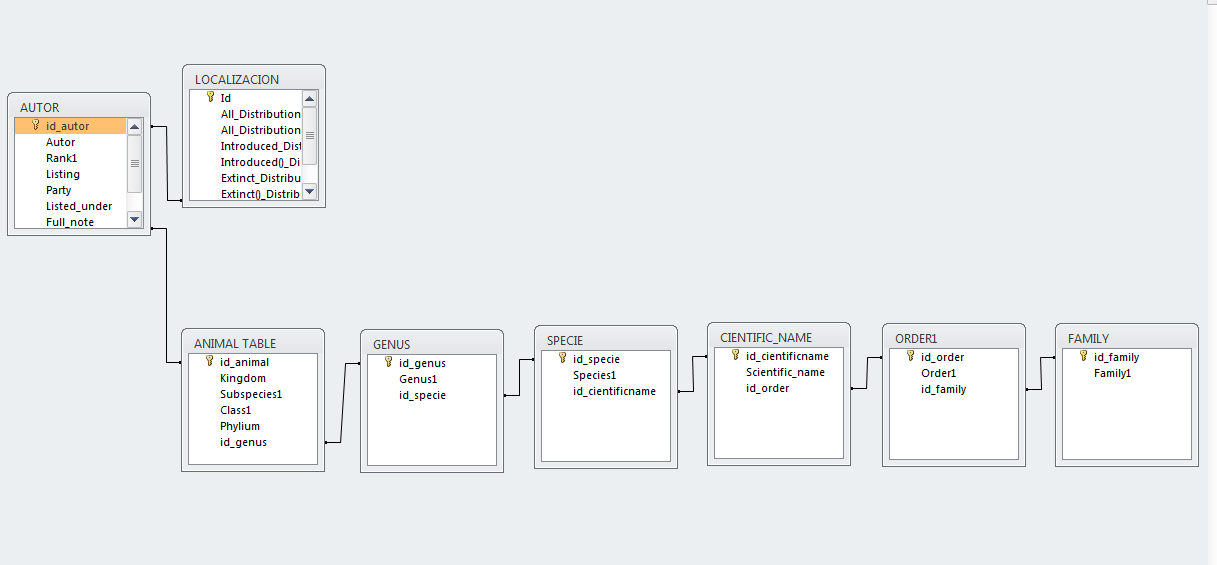 LOCALIZACION
Id
All_Distribution
All_Distribution
Introduced_Dist
Introduced()_Di
Extinct_Distribu
Extinct()_Distrib
AUTOR
id_autor
Autor
Rank1
Listing
Party
Listed_under
Full_note
ANIMAL TABLE
id_animal
Kingdom
Subspecies1
Class1
Phylium
id_genus
GENUS
id_genus
Genus1
id_specie
SPECIE
id_specie
Species1
id_cientificname
CIENTIFIC_NAME
id_cientificname
Scientific_name
id_order
ORDER1
id_order
Order1
id_family
FAMILY
id_family
Family1